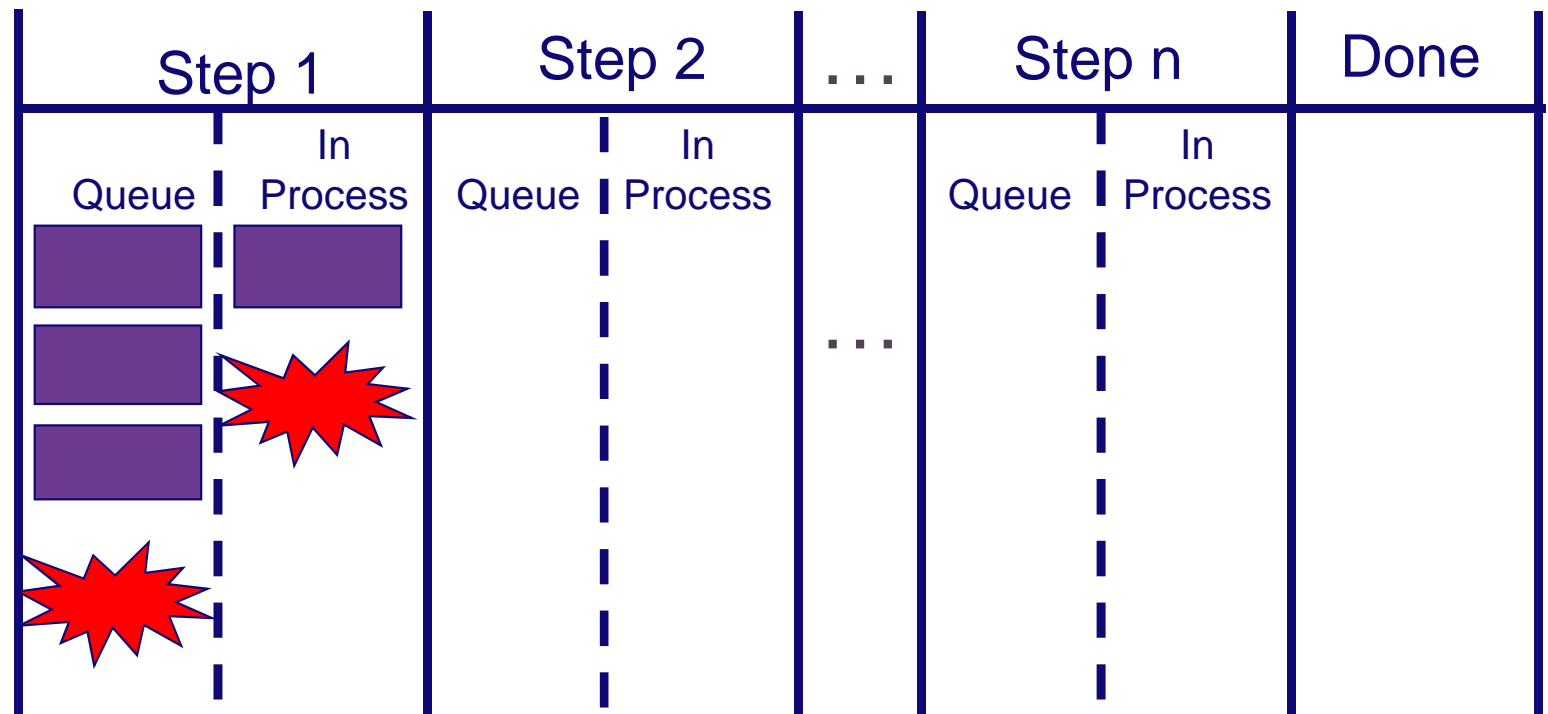 Step 1
Step 2
...
Step n
Done
Queue
In
Process
Queue
In
Process
Queue
In
Process
...